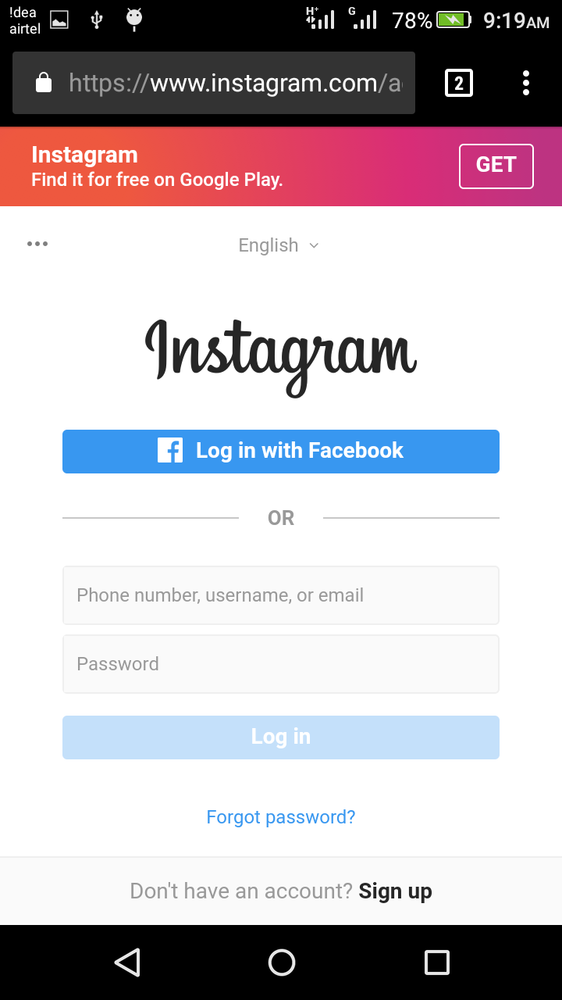 !dea
airtel
H+
G
78%
9:19AM
https://www.instagram.com/a
2
Instagram
Find it for free on Google Play.
GET
English
Instagram
Log in with Facebook
OR
Phone number, username, or email
Password
Log in
Forgot password?
Don't have an account? Sign up